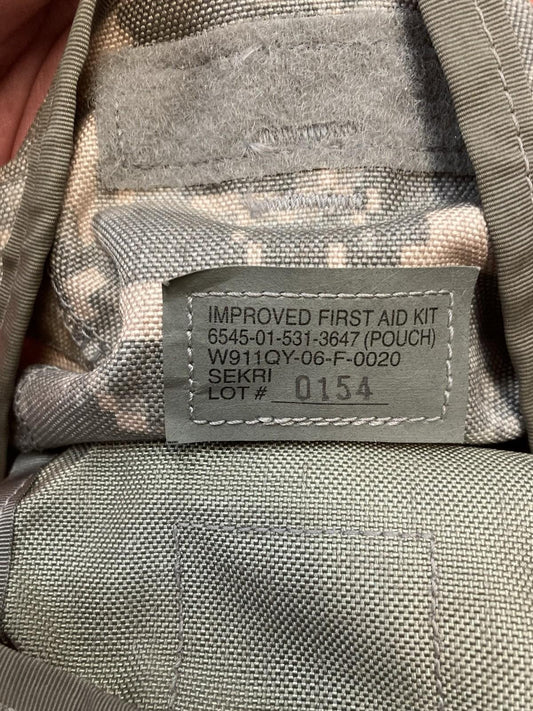 IMPROVED FIRST AID KIT
6545-01-531-3647 (POUCH)
W911QY-06-F-0020
SEKRI
LOT # 0154